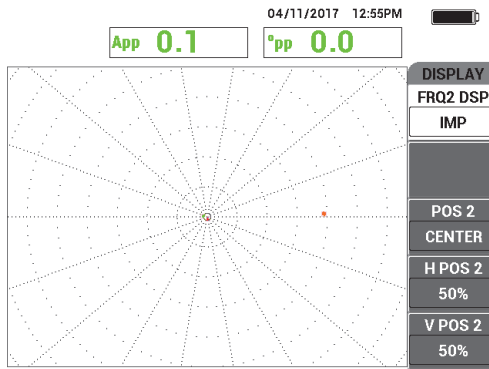 04/11/2017 12:55PM
App 0.1
°pp 0.0
DISPLAY
FRQ2 DSP
IMP
POS 2
CENTER
H POS 2
50%
V POS 2
50%